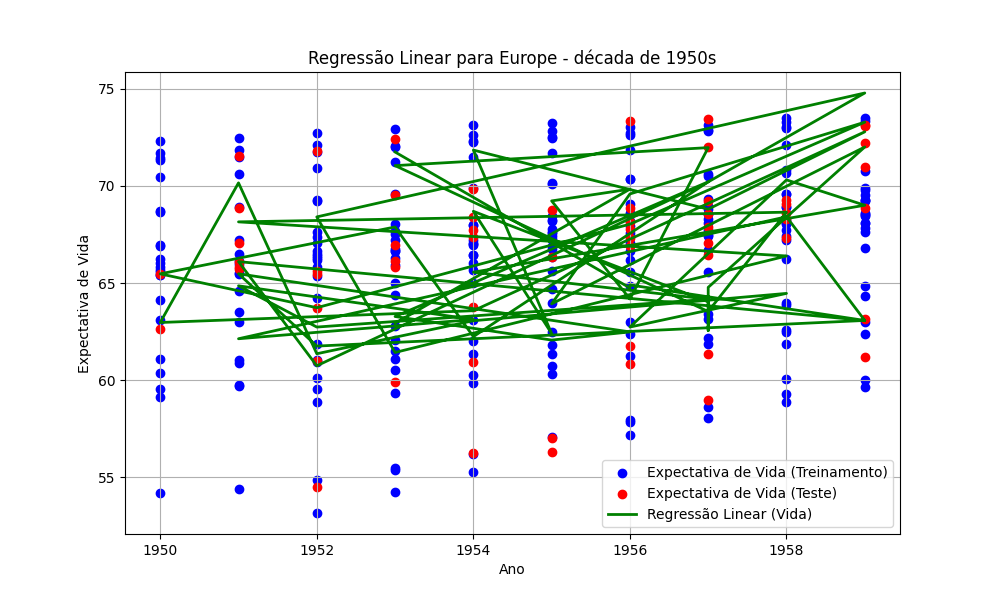 Regressão Linear para Europe - década de 1950s
75
70
65
60
55
Expectativa de Vida
Expectativa de Vida (Treinamento)
Expectativa de Vida (Teste)
Regressão Linear (Vida)
1950 1952 1954 1956 1958
Ano